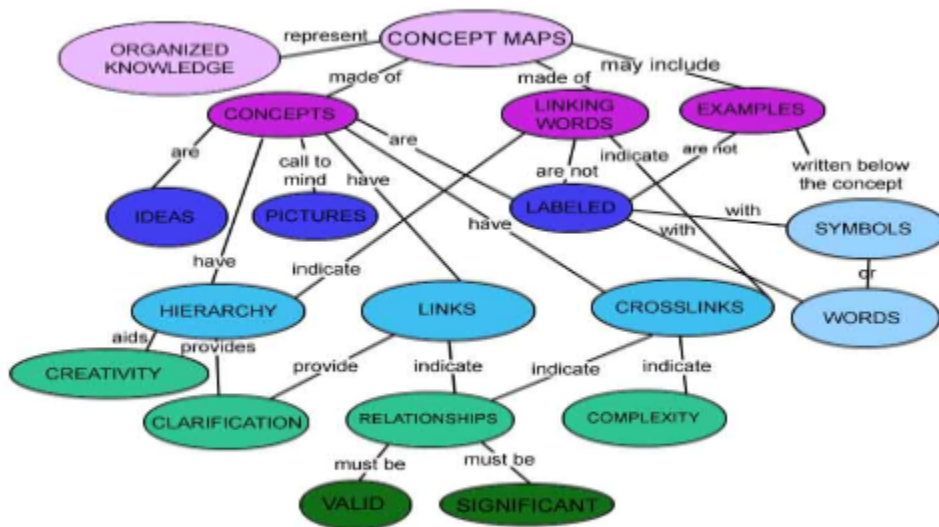 represent
CONCEPT MAPS
ORGANIZED
KNOWLEDGE
made of
made of
may include
CONCEPTS
LINKING
WORDS
EXAMPLES
are
call to
mind
have
are
are not
indicate
are not
written below
the concept
IDEAS
PICTURES
LABELED
with
SYMBOLS
have
with
have
indicate
or
HIERARCHY
LINKS
CROSSLINKS
WORDS
aids
provides
provide
indicate
indicate
indicate
CREATIVITY
CLARIFICATION
RELATIONSHIPS
COMPLEXITY
must be
must be
VALID
SIGNIFICANT